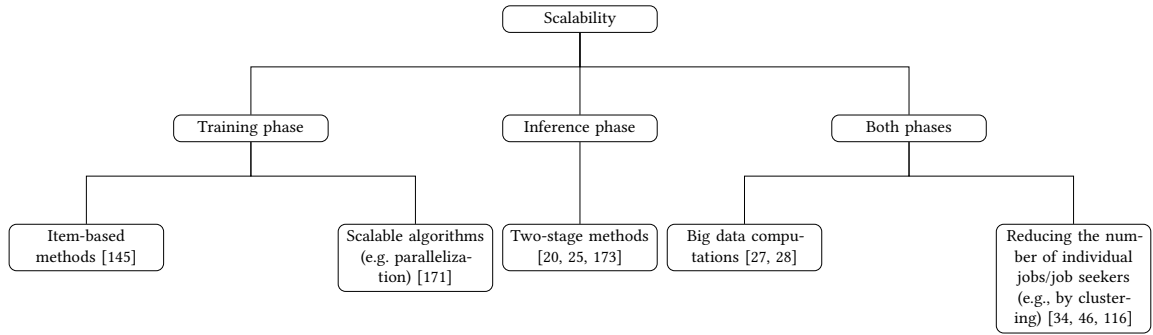 Scalability
Training phase
Inference phase
Both phases
Item-based
methods [145]
Scalable algorithms
(e.g. paralleliza-
tion) [171]
Two-stage methods
[20, 25, 173]
Big data compu-
tations [27, 28]
Reducing the num-
ber of individual
jobs/job seekers
(e.g., by cluster-
ing) [34, 46, 116]